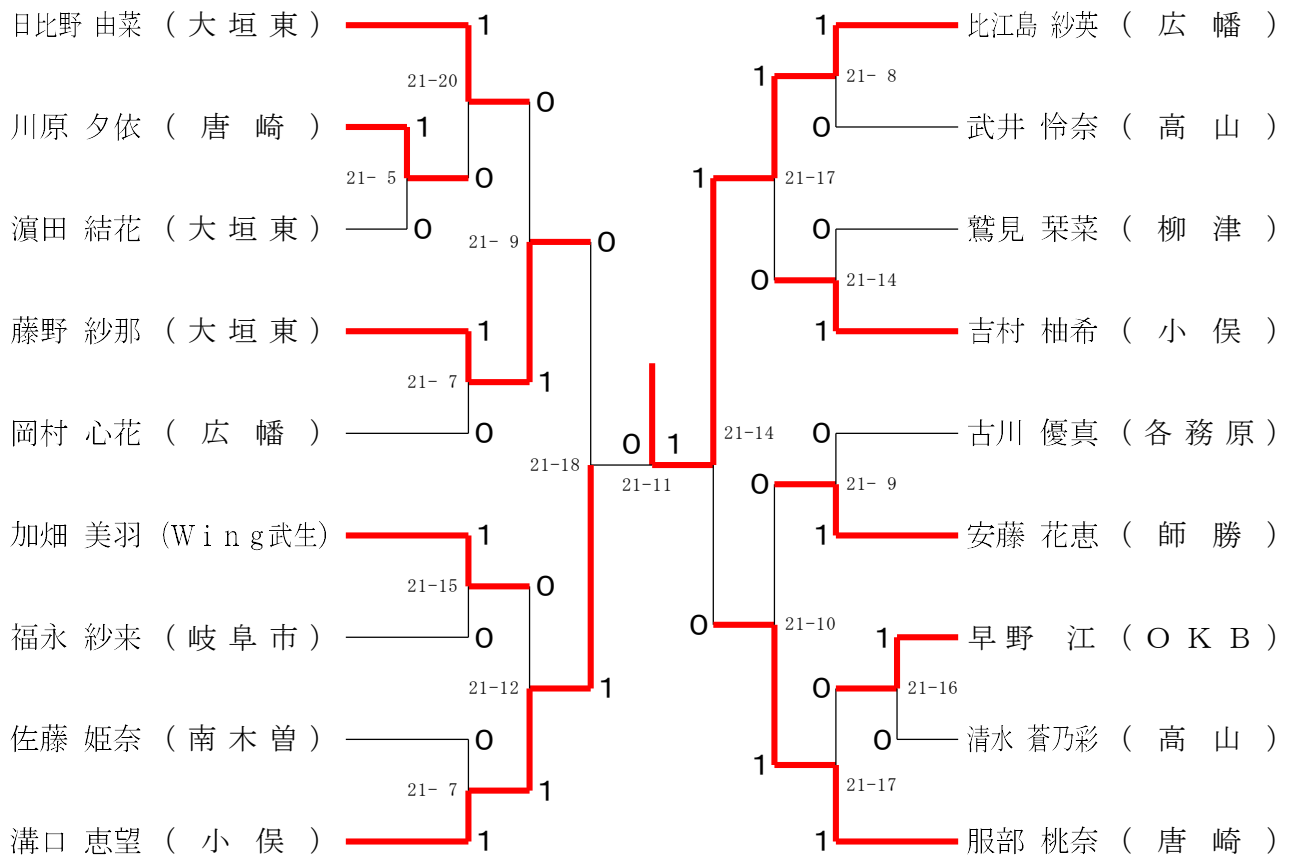 日比野 由菜 ( 大 垣 東 )
1
21-20
0
川原 夕依 ( 唐 崎 )
1
21- 5
0
濵田 結花 ( 大 垣 東 )
0
21- 9
0
藤野 紗那 ( 大 垣 東 )
1
21- 7
1
岡村 心花 ( 広 幡 )
0
21-18
加畑 美羽 (Ｗｉｎｇ武生)
1
21-15
0
福永 紗来 ( 岐 阜 市 )
0
21-12
1
佐藤 姫奈 ( 南 木 曽 )
0
21- 7
1
溝口 恵望 ( 小 俣 )
1
0 1
21-11
1 比江島 紗英 ( 広 幡 )
1
21- 8
0 武井 怜奈 ( 高 山 )
1
21-17
0 鷲見 栞菜 ( 柳 津 )
0
21-14
1 吉村 柚希 ( 小 俣 )
21-14
0 古川 優真 ( 各 務 原 )
0
21- 9
1 安藤 花恵 ( 師 勝 )
0
21-10
1 早野 江 ( Ｏ Ｋ Ｂ )
0
21-16
0 清水 蒼乃彩 ( 高 山 )
1
21-17
1 服部 桃奈 ( 唐 崎 )